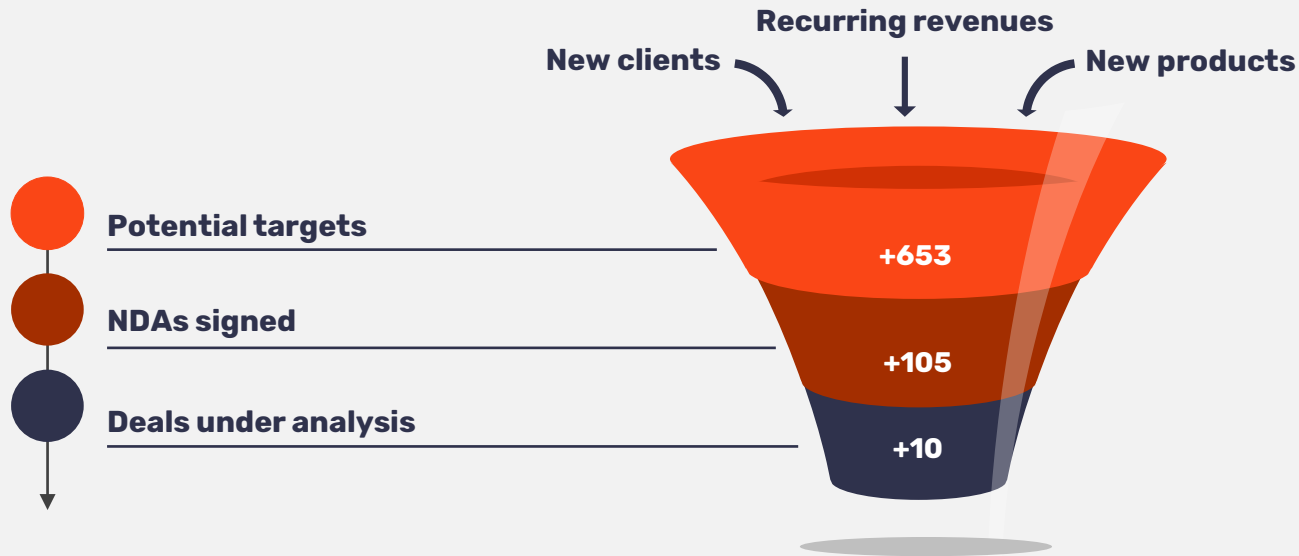 Recurring revenues
New clients
New products
Potential targets
+653
NDAs signed
+105
Deals under analysis
+10